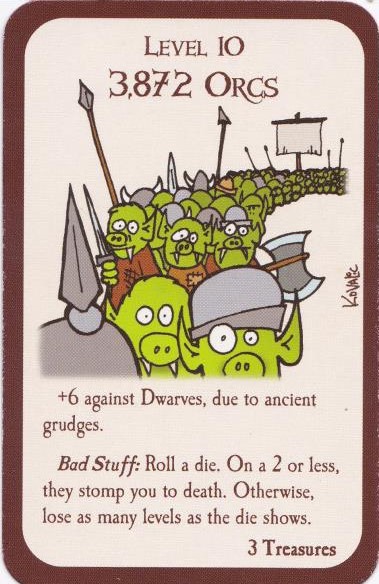 LEVEL 10
3,872 ORCS
KOVALIC
+6 against Dwarves, due to ancient
grudges.
Bad Stuff: Roll a die. On a 2 or less,
they stomp you to death. Otherwise,
lose as many levels as the die shows.
3 Treasures